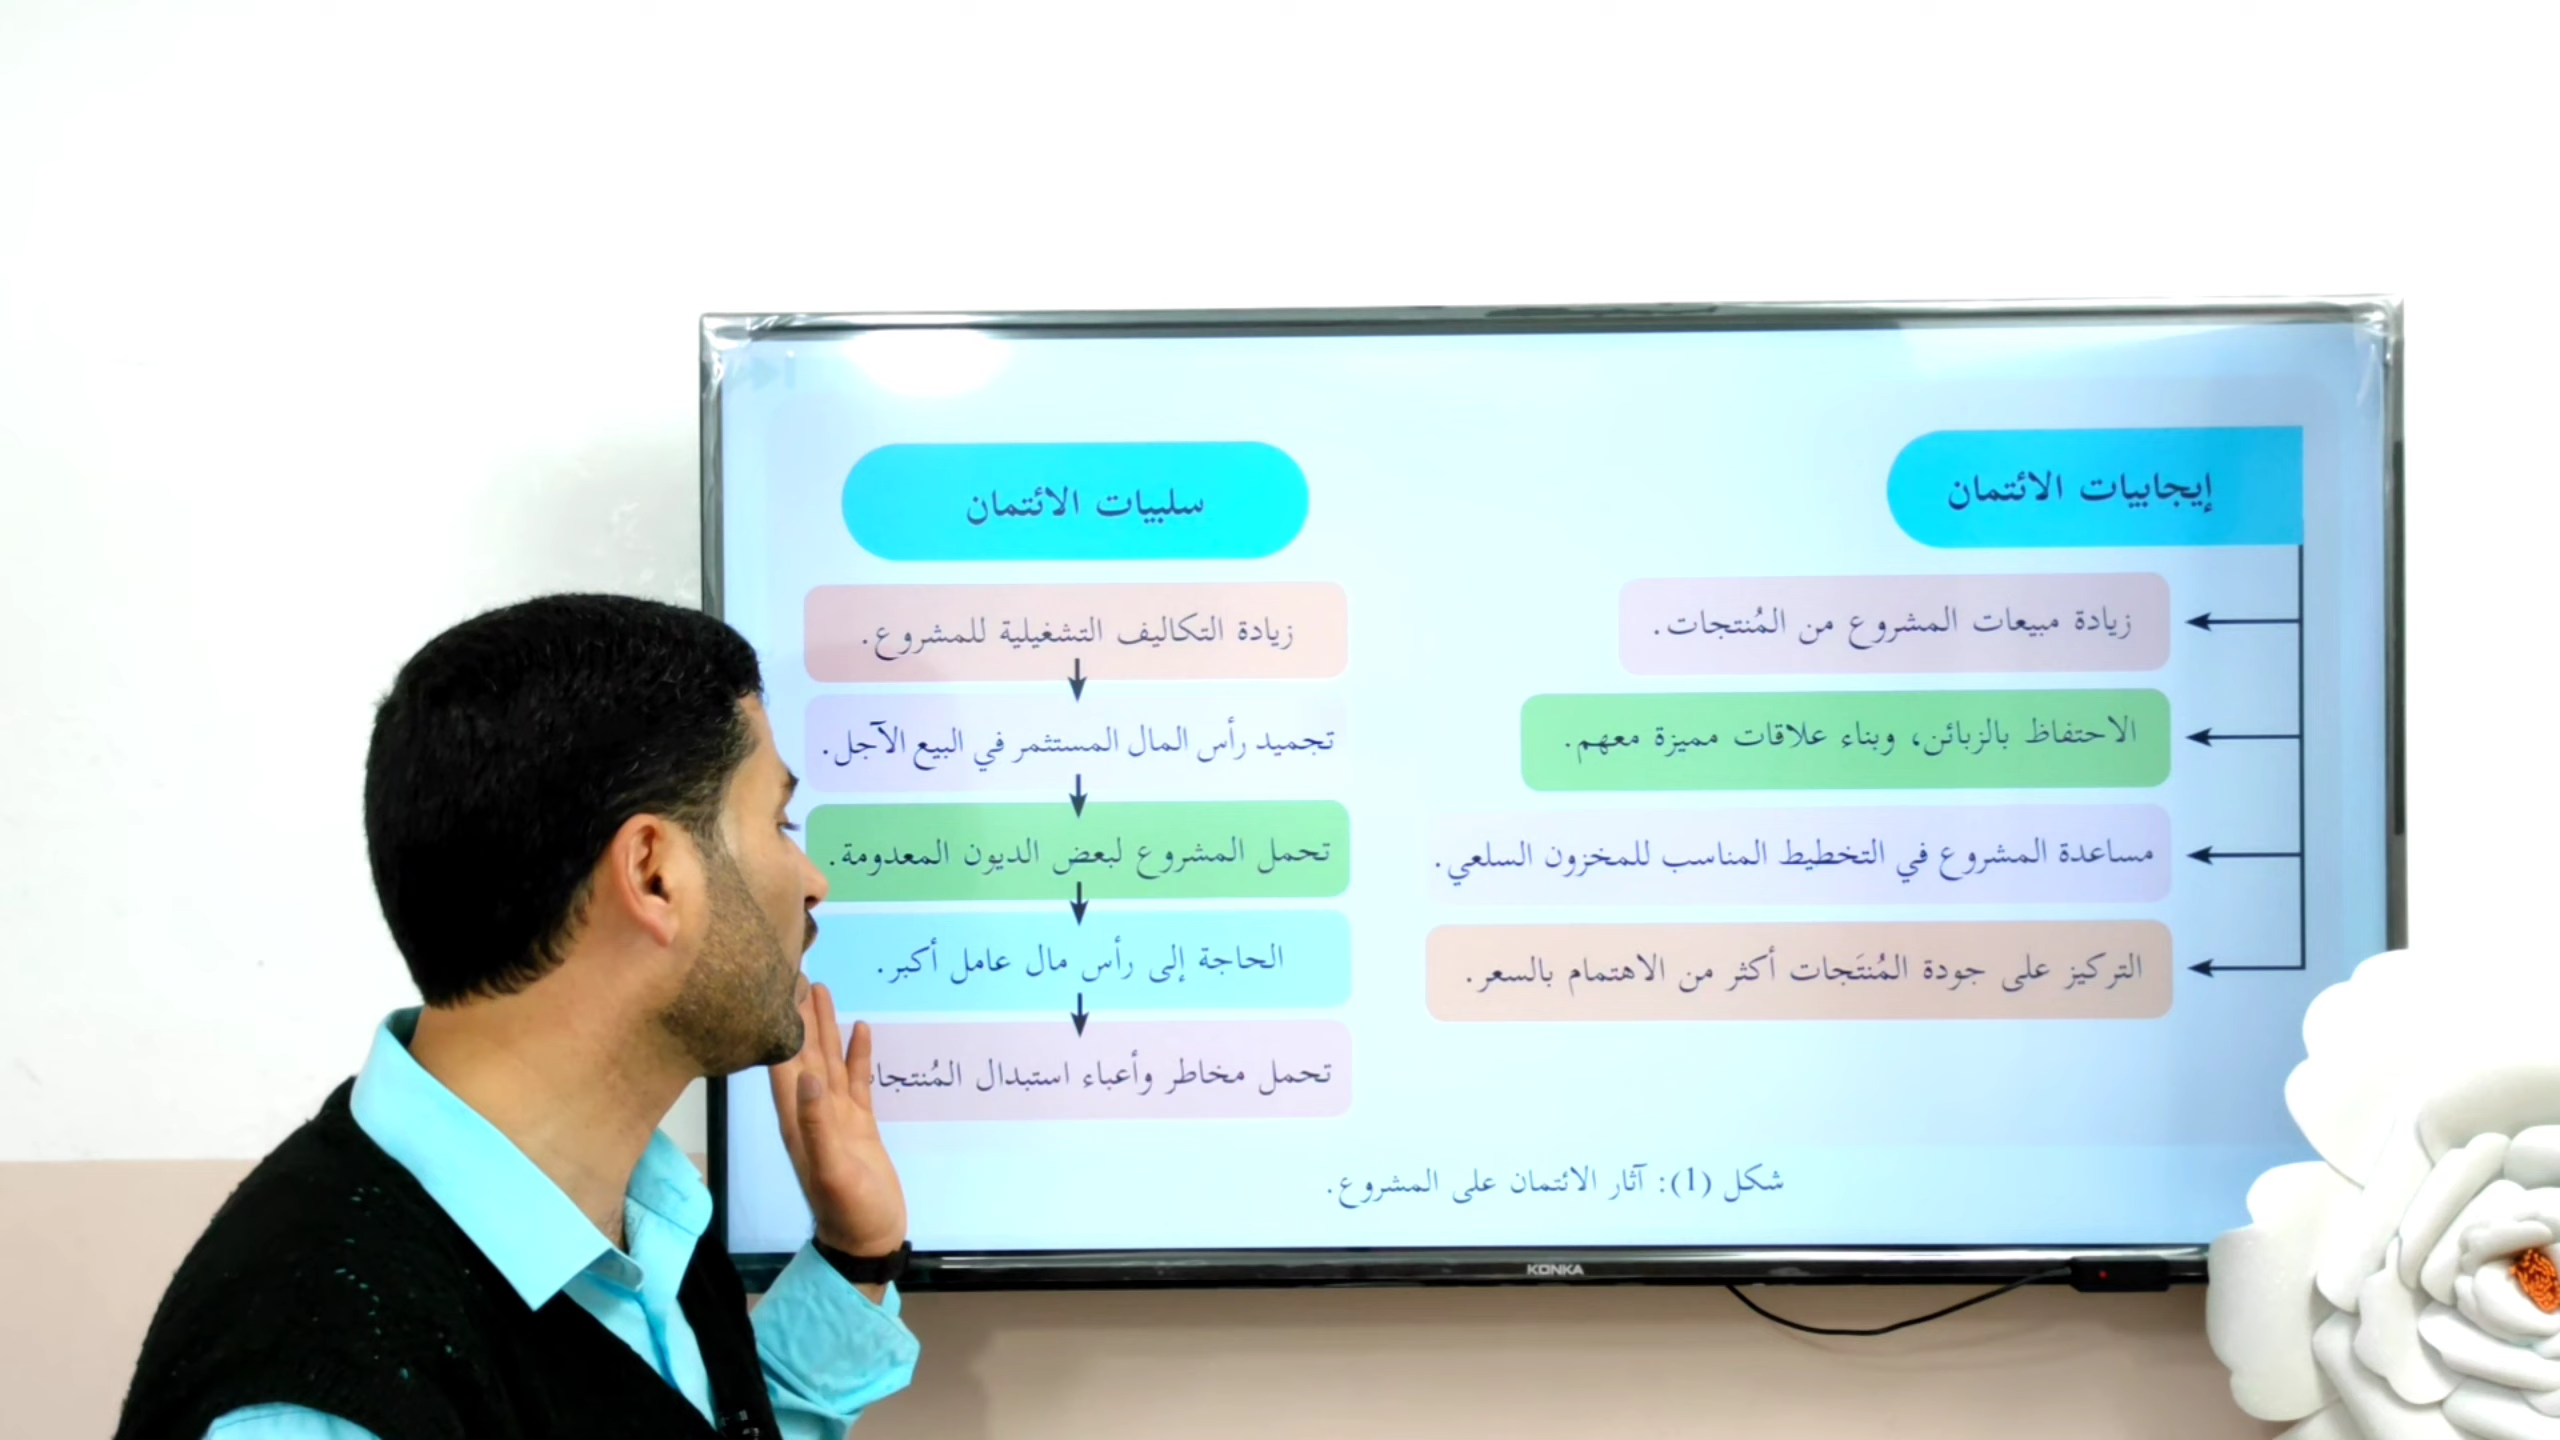 إيجابيات الائتمان
زيادة مبيعات المشروع من المُنتجات.
الاحتفاظ بالزبائن، وبناء علاقات مميزة معهم.
مساعدة المشروع في التخطيط المناسب للمخزون السلعي.
التركيز على جودة المُنتَجات أكثر من الاهتمام بالسعر.
سلبيات الائتمان
زيادة التكاليف التشغيلية للمشروع.
تجميد رأس المال المستثمر في البيع الآجل.
تحمل المشروع لبعض الديون المعدومة.
الحاجة إلى رأس مال عامل أكبر.
تحمل مخاطر وأعباء استبدال
شكل (1): آثار الائتمان على المشروع.
KONKA